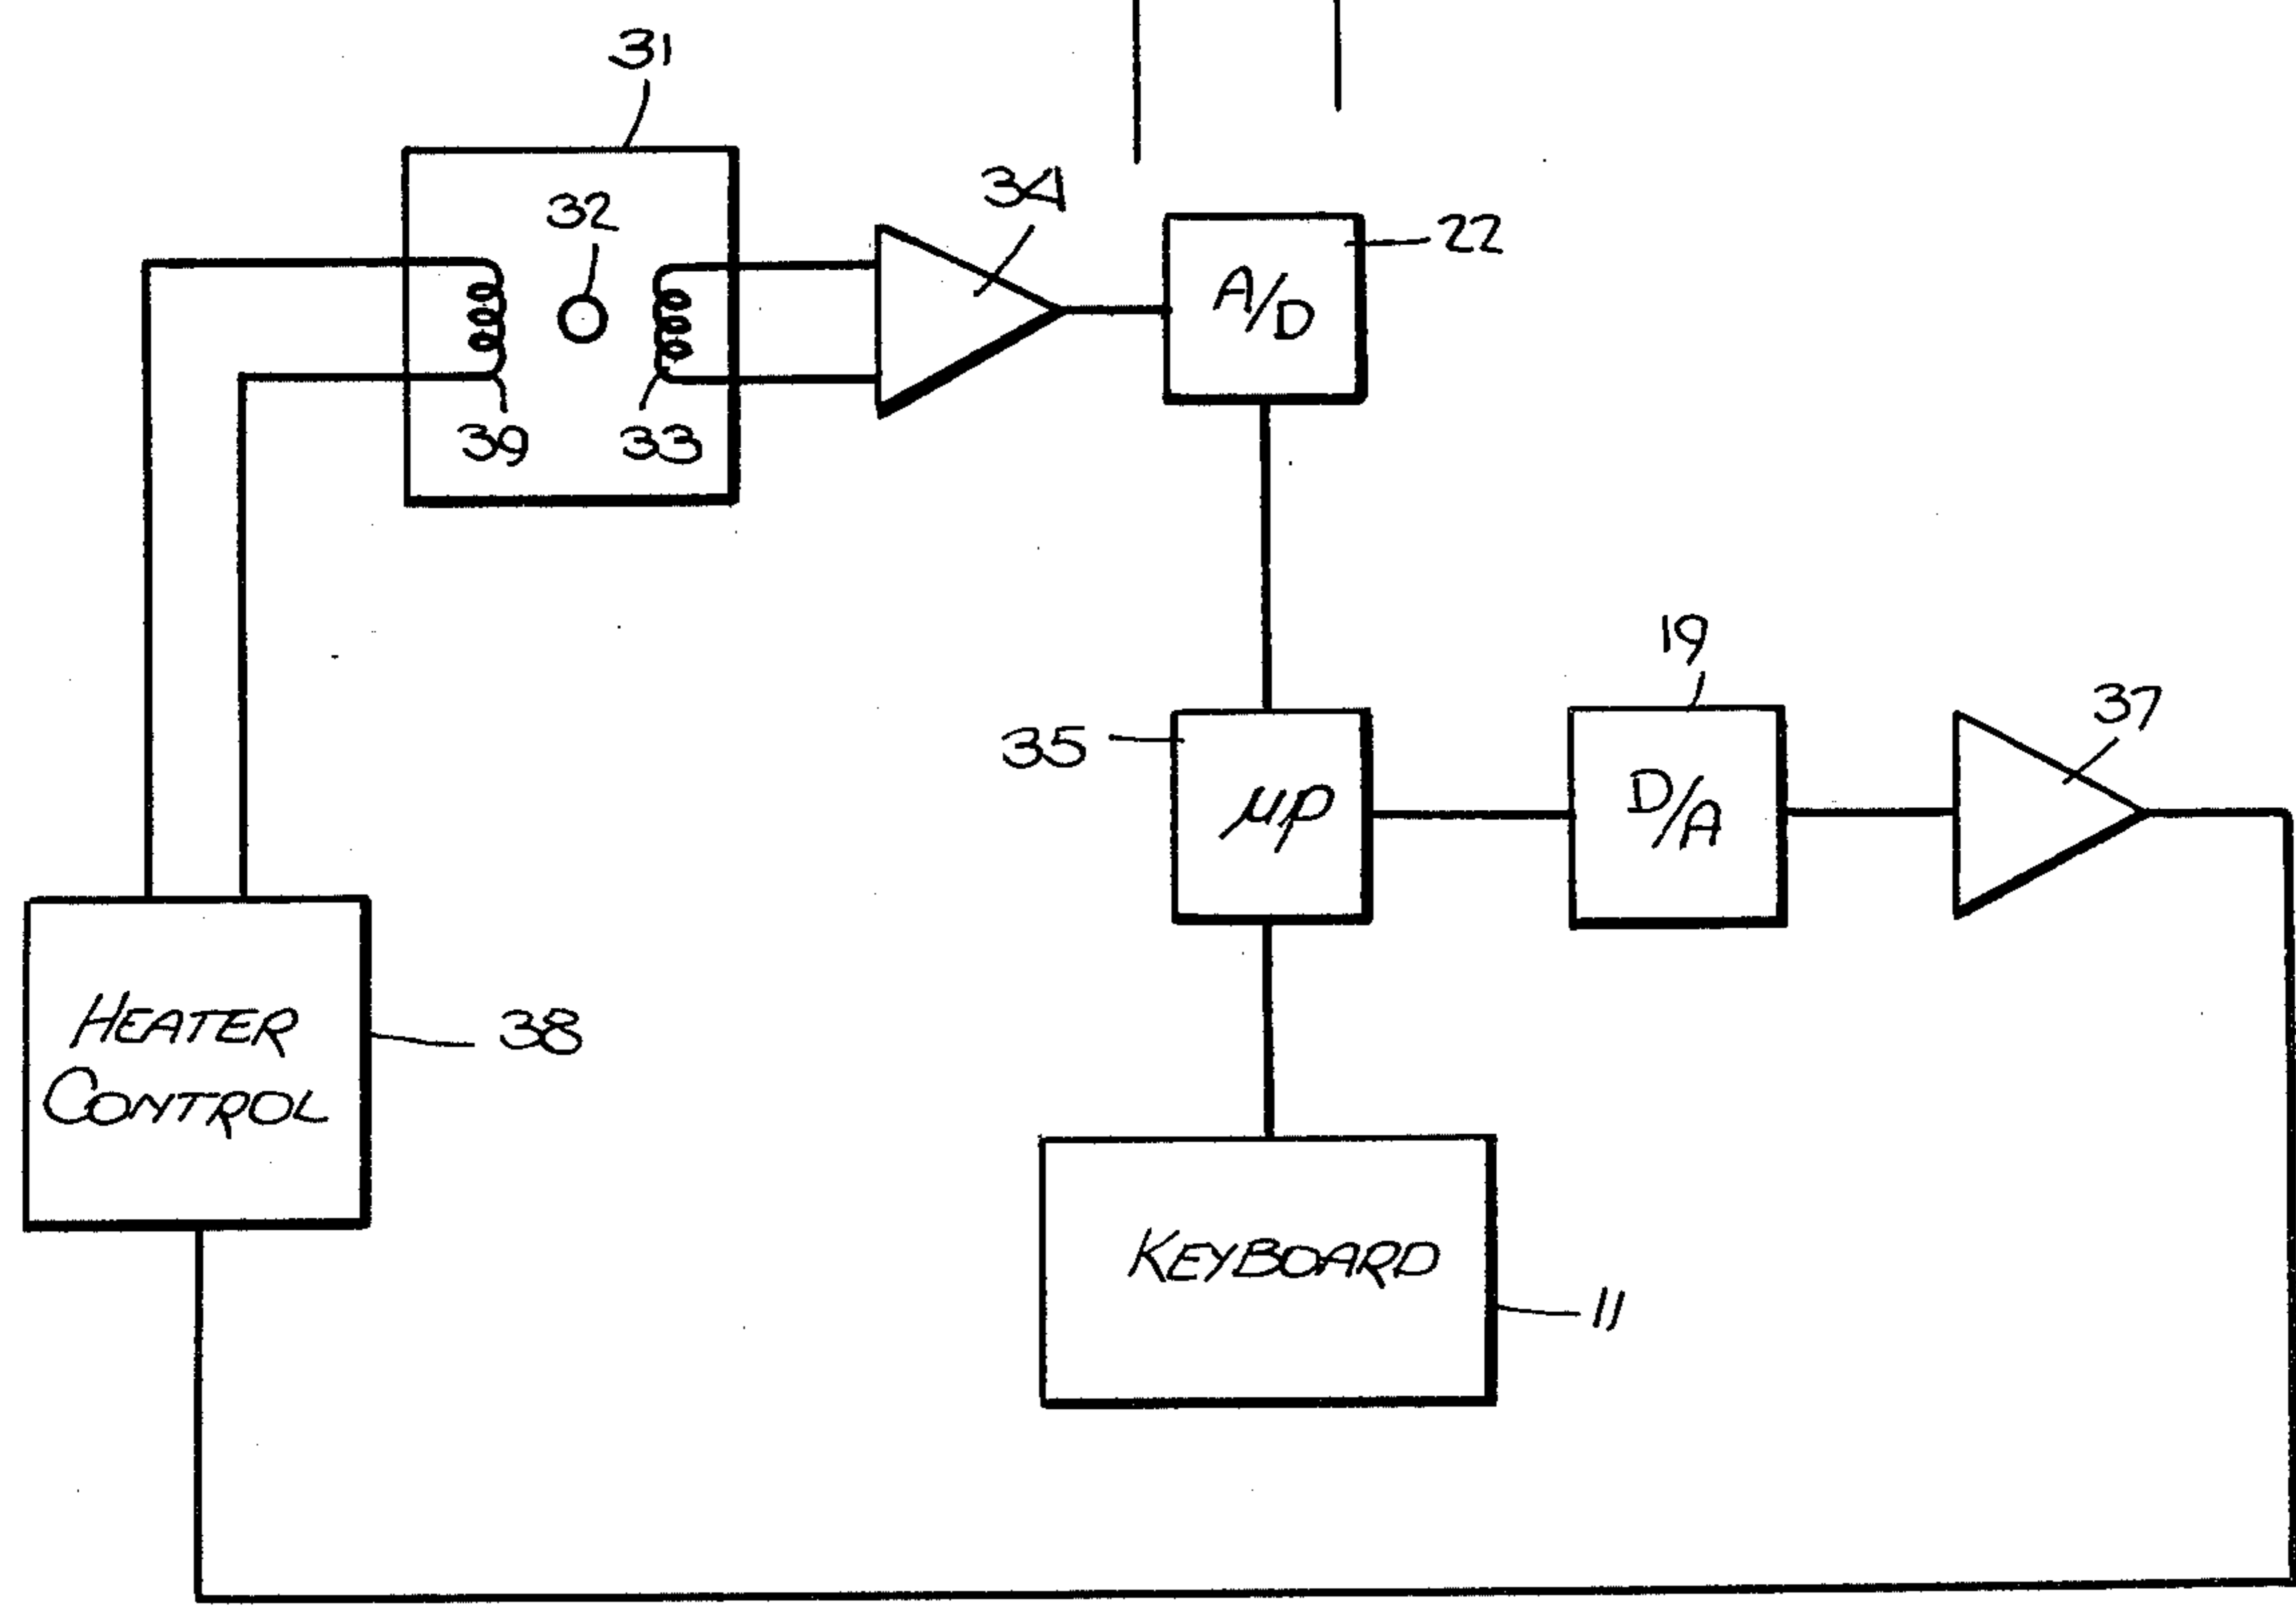 31
32
34
22
A/D
39
33
19
37
35
μP
D/A
HEATER
CONTROL
38
KEYBOARD
11